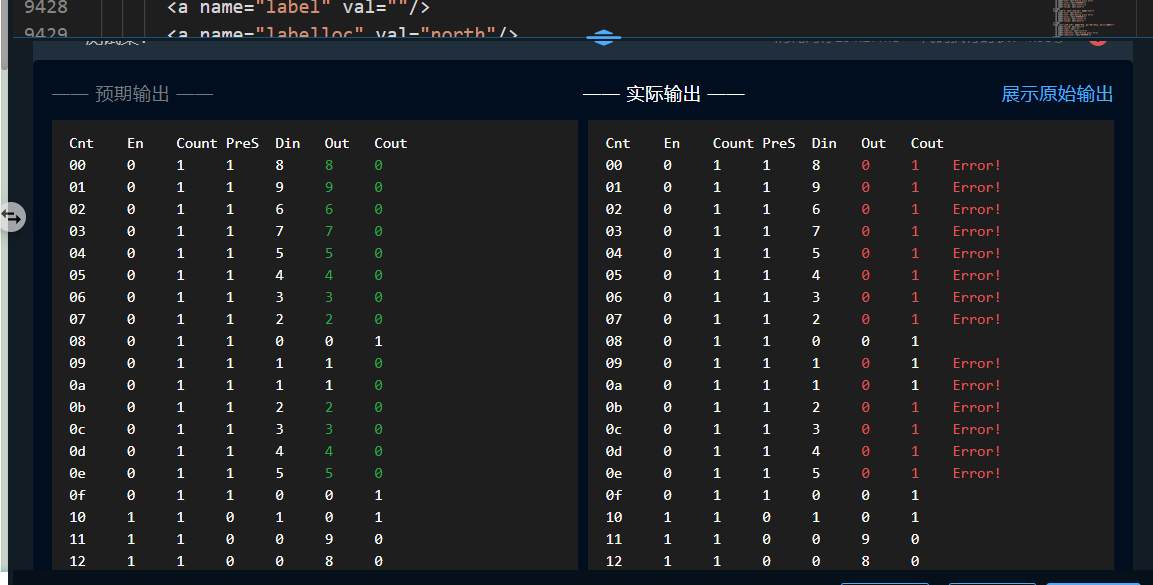 9428 <a name="label" val=""/>
9429 <a name="labelloc" val="north"/>
—— 预期输出 ——
Cnt En Count PreS Din Out Cout
00 0 1 1 8 8 0
01 0 1 1 9 9 0
02 0 1 1 6 6 0
03 0 1 1 7 7 0
04 0 1 1 5 5 0
05 0 1 1 4 4 0
06 0 1 1 3 3 0
07 0 1 1 2 2 0
08 0 1 1 0 0 1
09 0 1 1 1 1 0
0a 0 1 1 1 1 0
0b 0 1 1 2 2 0
0c 0 1 1 3 3 0
0d 0 1 1 4 4 0
0e 0 1 1 5 5 0
0f 0 1 1 0 0 1
10 1 1 0 1 0 1
11 1 1 0 0 9 0
12 1 1 0 0 8 0
—— 实际输出 ——
展示原始输出
Cnt En Count PreS Din Out Cout
00 0 1 1 8 0 1 Error!
01 0 1 1 9 0 1 Error!
02 0 1 1 6 0 1 Error!
03 0 1 1 7 0 1 Error!
04 0 1 1 5 0 1 Error!
05 0 1 1 4 0 1 Error!
06 0 1 1 3 0 1 Error!
07 0 1 1 2 0 1 Error!
08 0 1 1 0 0 1
09 0 1 1 1 0 1 Error!
0a 0 1 1 1 0 1 Error!
0b 0 1 1 2 0 1 Error!
0c 0 1 1 3 0 1 Error!
0d 0 1 1 4 0 1 Error!
0e 0 1 1 5 0 1 Error!
0f 0 1 1 0 0 1
10 1 1 0 1 0 1
11 1 1 0 0 9 0
12 1 1 0 0 8 0